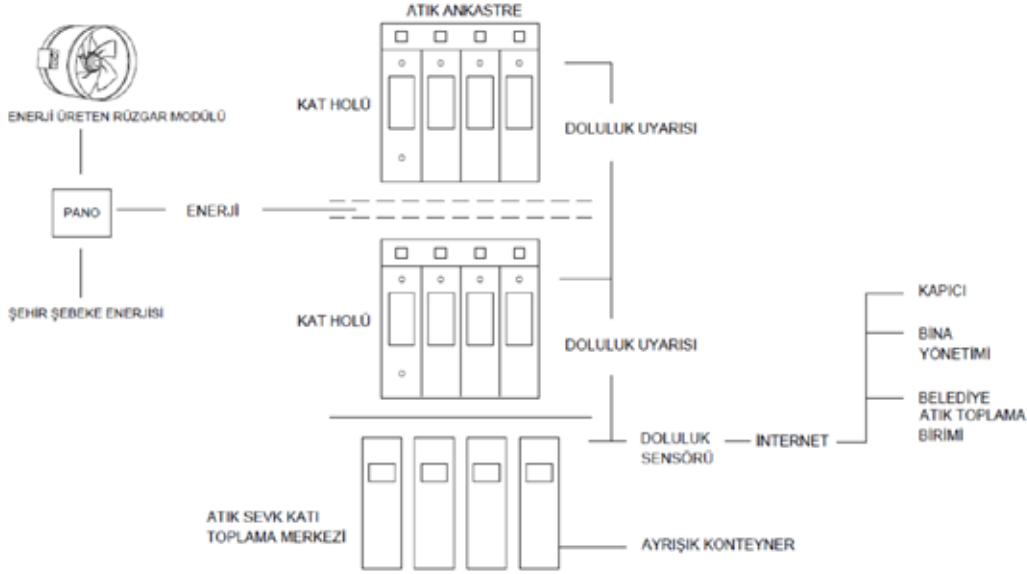 ATIK ANKASTRE
KAT HOLÜ
ENERJİ ÜRETEN RÜZGAR MODÜLÜ
DOLULUK UYARISI
PANO
ENERJİ
ŞEHİR ŞEBEKE ENERJİSİ
KAT HOLÜ
DOLULUK UYARISI
KAPICI
BİNA
YÖNETİMİ
BELEDİYE
ATIK TOPLAMA
BİRİMİ
DOLULUK
SENSÖRÜ
İNTERNET
ATIK SEVK KATI
TOPLAMA MERKEZİ
AYRIŞIK KONTEYNER